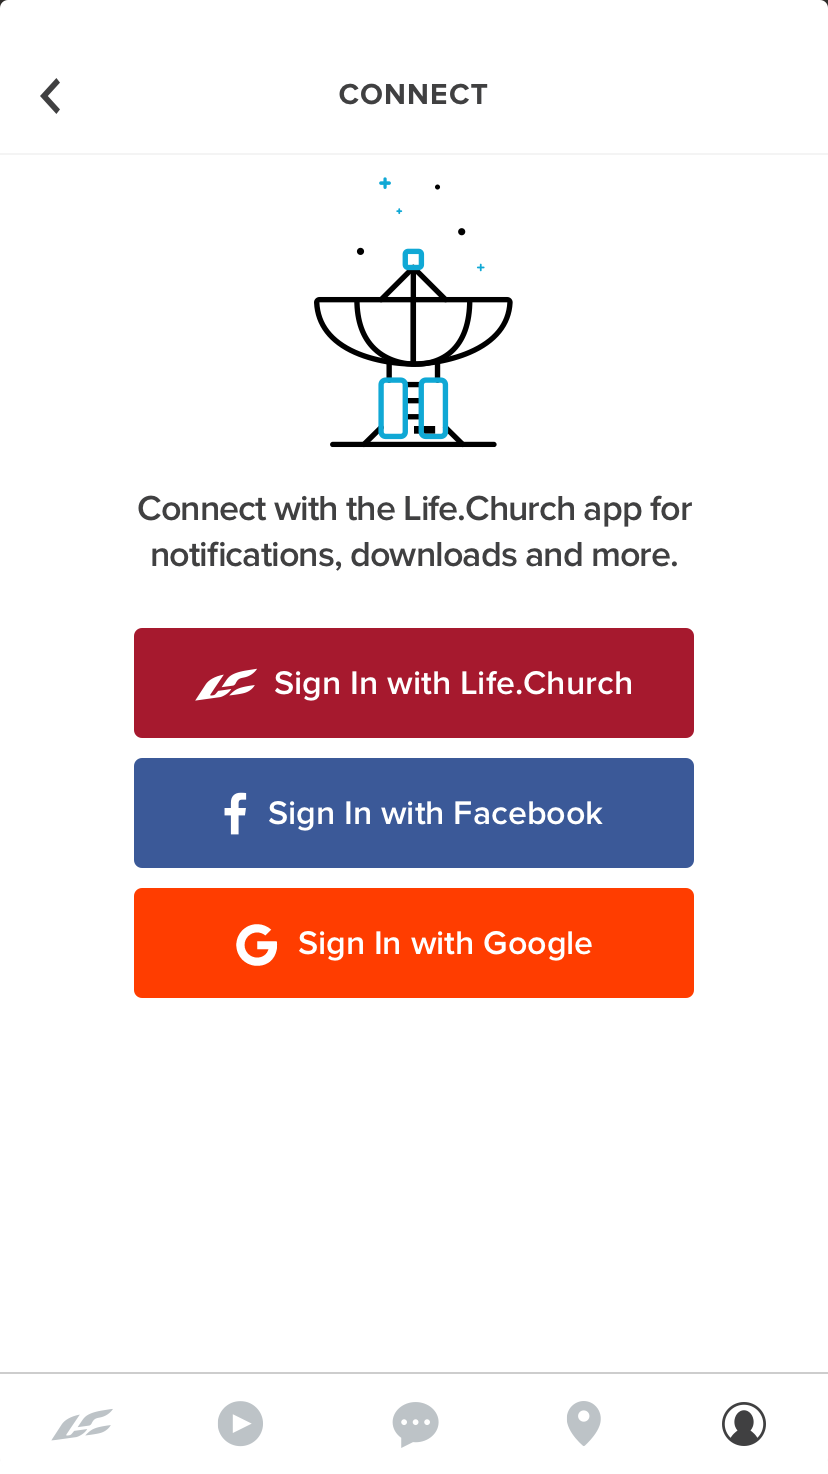 CONNECT
Connect with the Life.Church app for
notifications, downloads and more.
Sign In with Life.Church
Sign In with Facebook
Sign In with Google